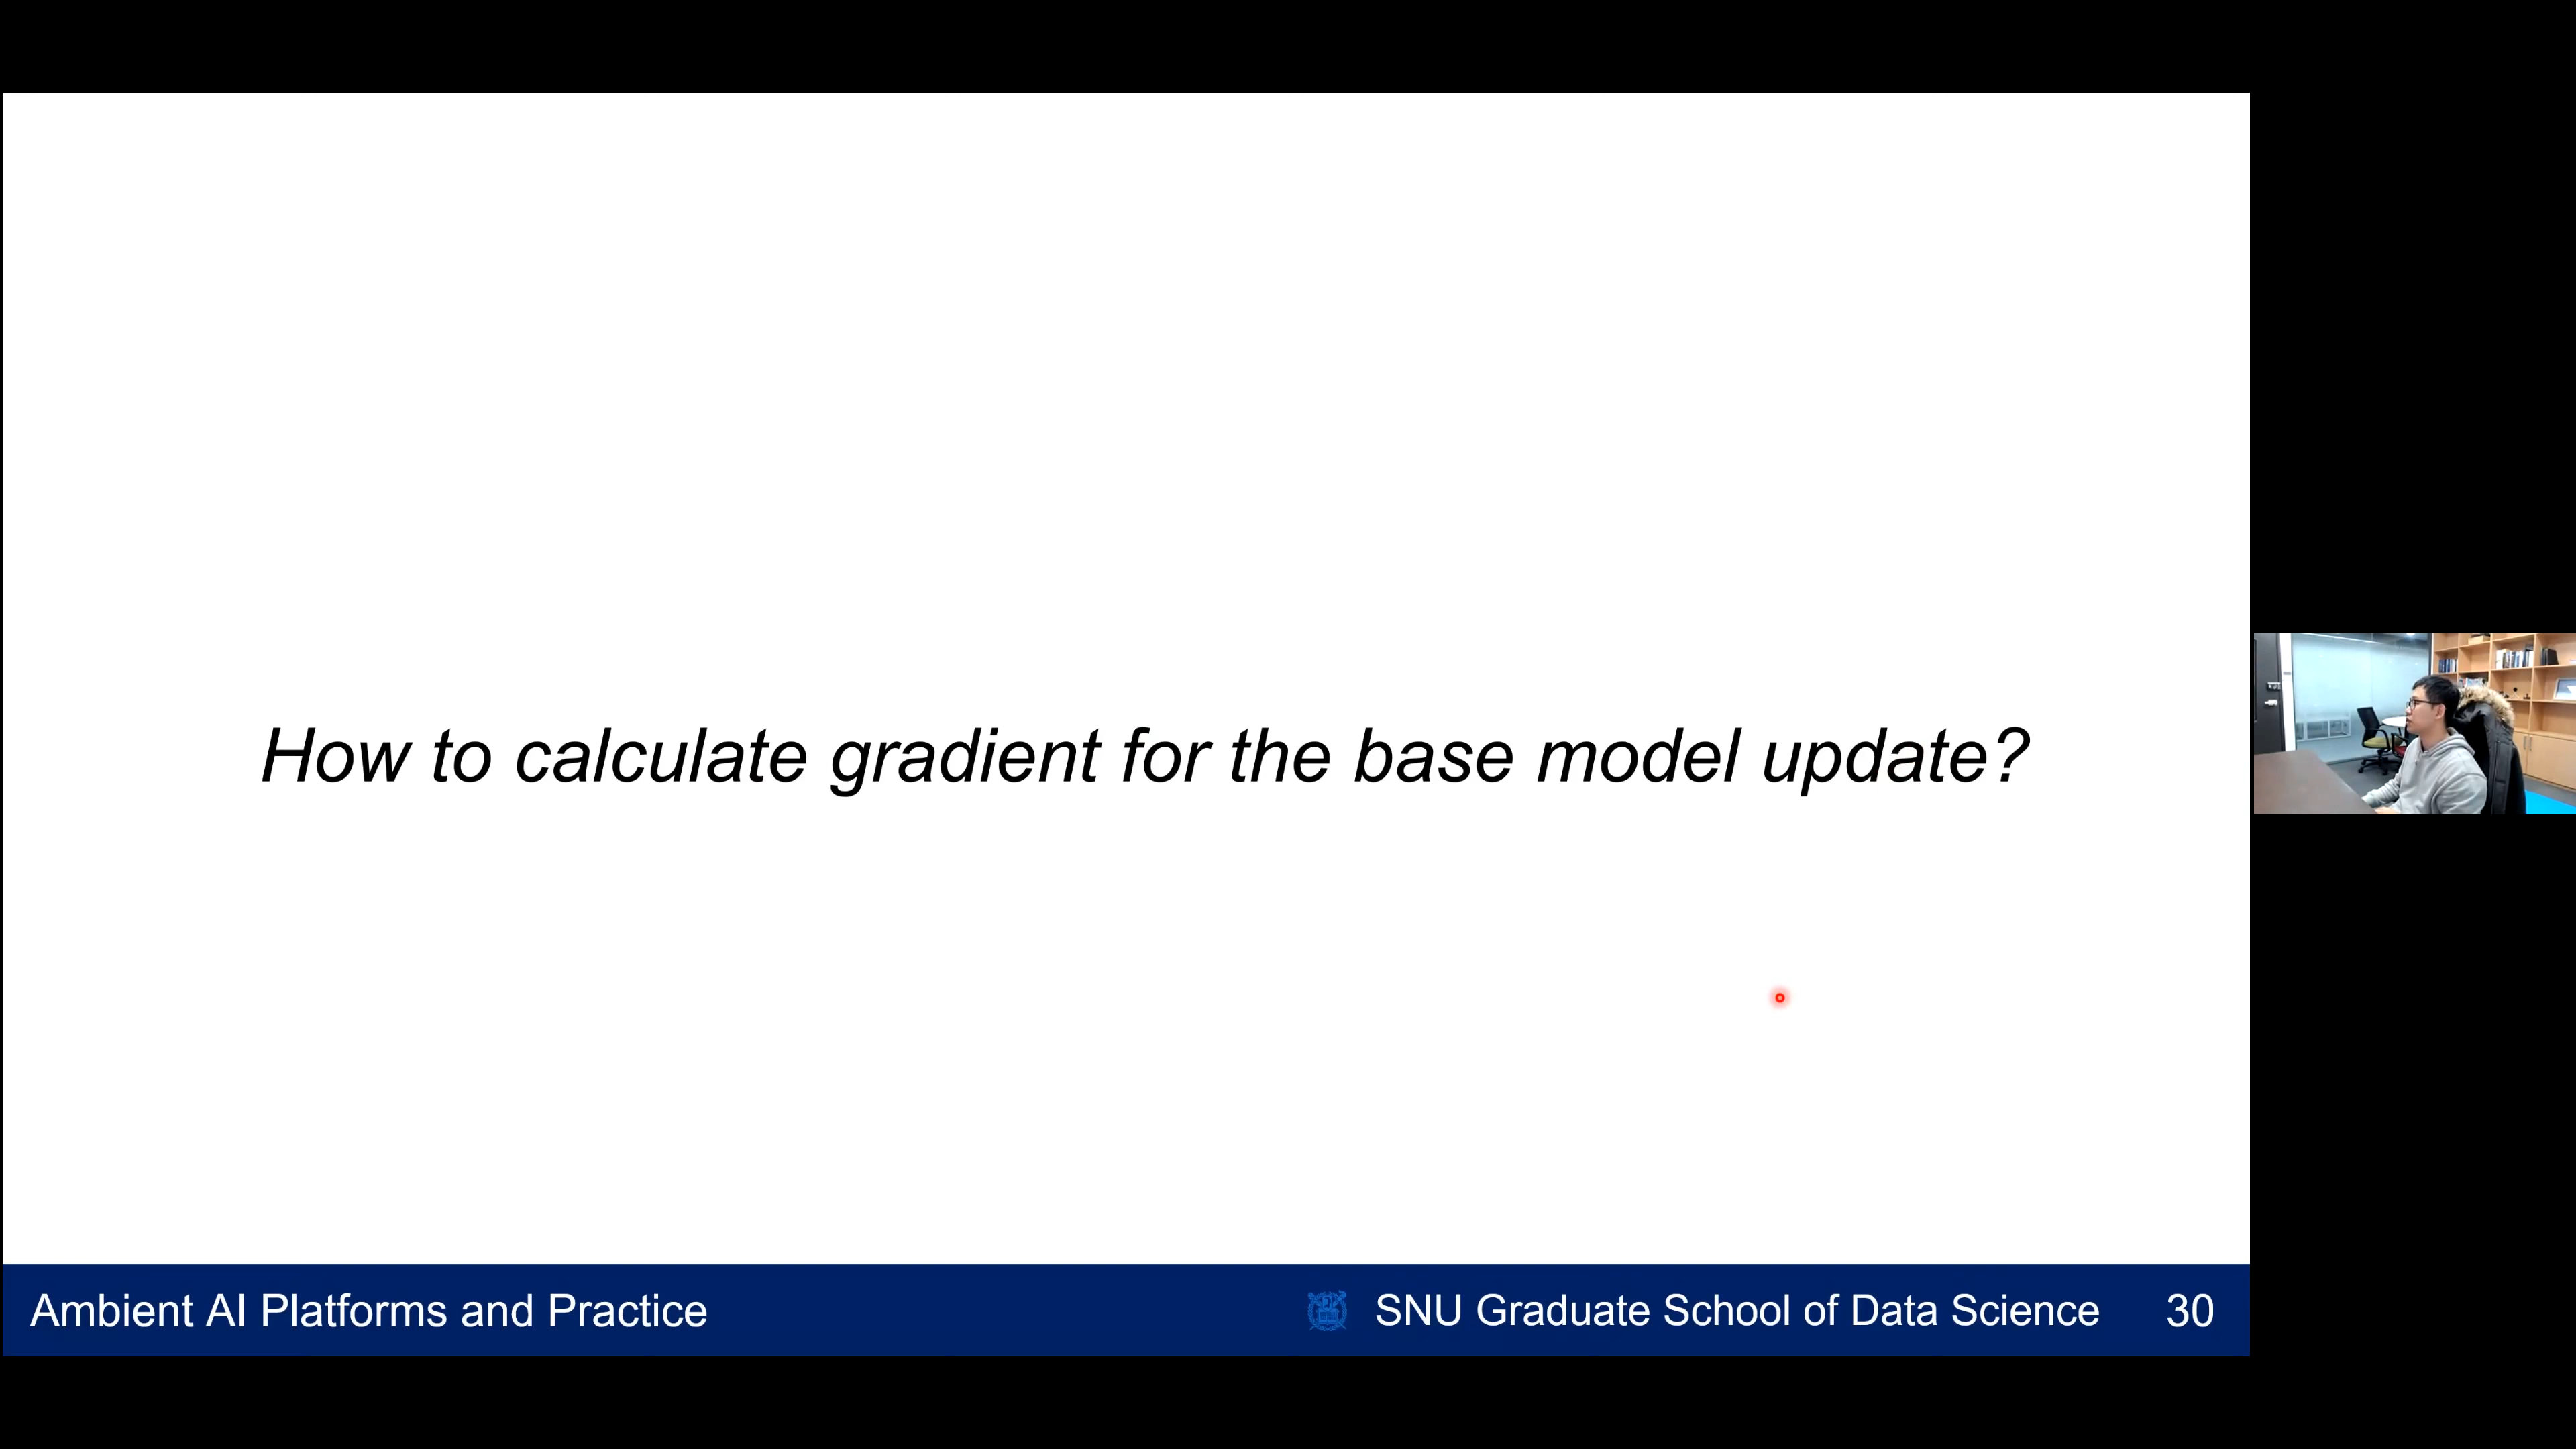 How to calculate gradient for the base model update?
Ambient AI Platforms and Practice
SNU Graduate School of Data Science
30